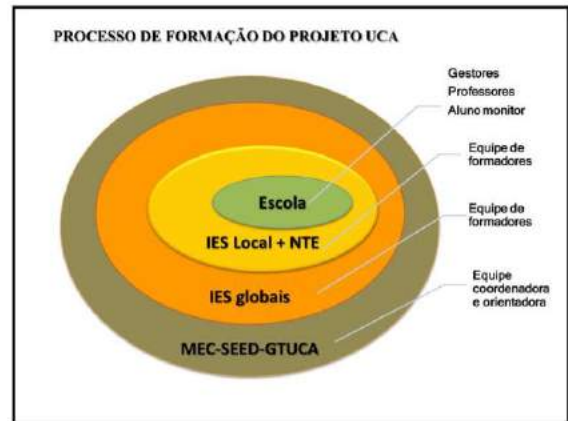 PROCESSO DE FORMAÇÃO DO PROJETO UCA
Gestores
Professores
Aluno monitor
Equipe de
formadores
Escola
IES Local + NTE
Equipe de
formadores
IES globais
Equipe
coordenadora
e orientadora
MEC-SEED-GTUCA